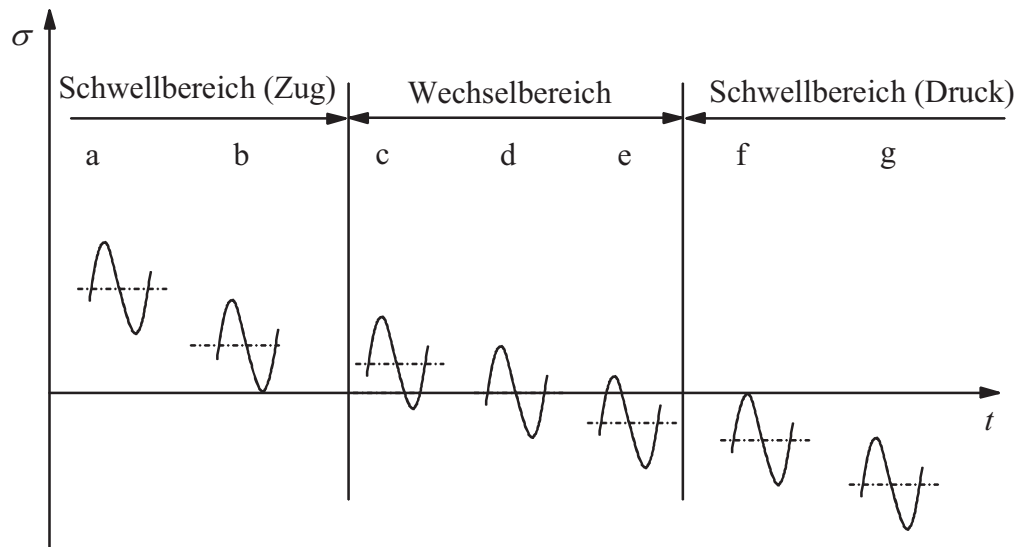 σ
Schwellbereich (Zug) Wechselbereich Schwellbereich (Druck)
a b c d e f g
t